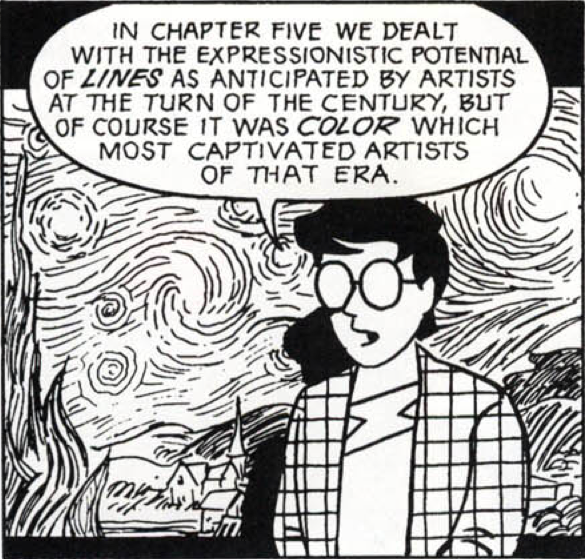 IN CHAPTER FIVE WE DEALT
WITH THE EXPRESSIONISTIC POTENTIAL
OF LINES AS ANTICIPATED BY ARTISTS
AT THE TURN OF THE CENTURY, BUT
OF COURSE IT WAS COLOR WHICH
MOST CAPTIVATED ARTISTS
OF THAT ERA.